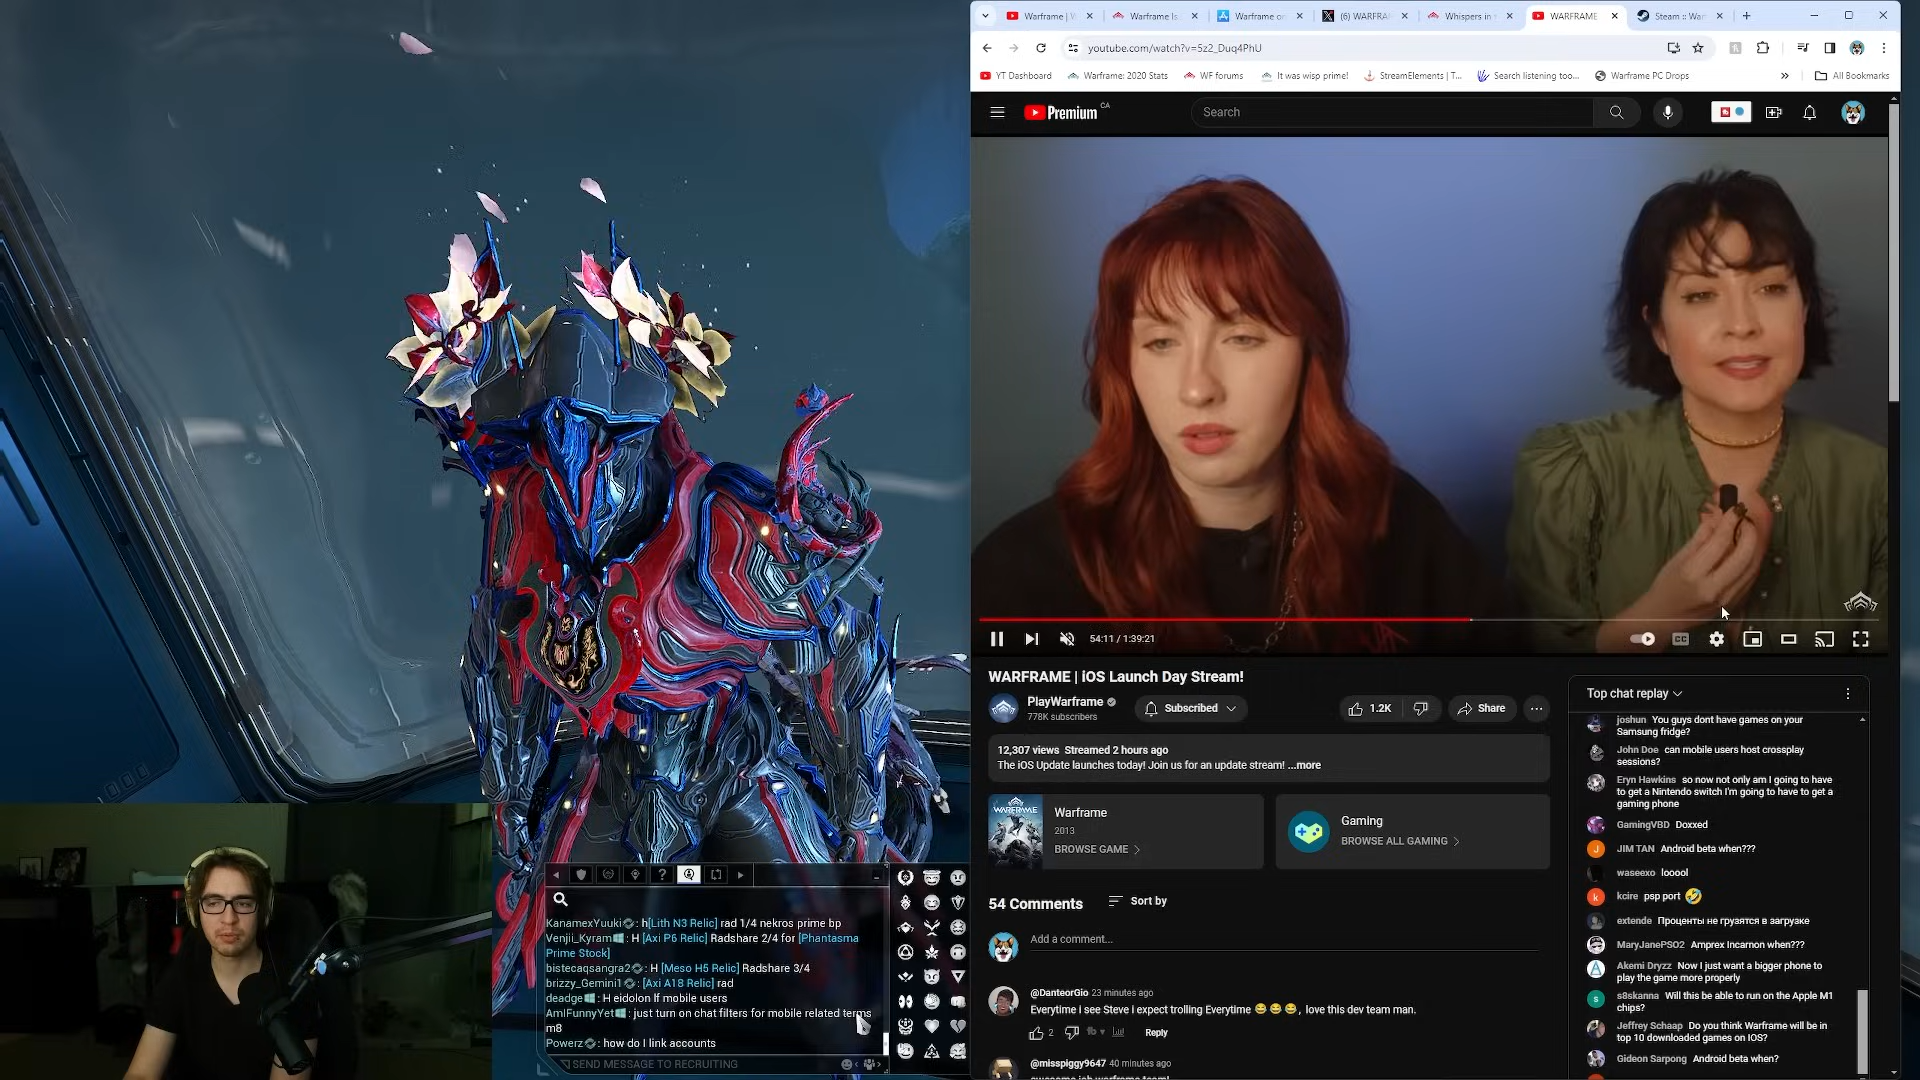 Warframe | W
Warframe Is
Warframe on
(6) WARFRA
Whispers in
WARFRAME
Steam :: War
youtube.com/watch?v=5z2_Duq4PhU
YT Dashboard
Warframe: 2020 Stats
WF forums
It was wisp prime!
StreamElements | T...
Search listening too...
Warframe PC Drops
All Bookmarks
Premium CA
Search
54:11 / 1:39:21
WARFRAME | iOS Launch Day Stream!
PlayWarframe
778K subscribers
Subscribed
1.2K
Share
12,307 views Streamed 2 hours ago
The iOS Update launches today! Join us for an update stream! ...more
WARFRAME
Warframe
2013
BROWSE GAME
Gaming
BROWSE ALL GAMING
54 Comments
Sort by
Add a comment...
@DanteorGio 23 minutes ago
Everytime i see Steve I expect trolling Everytime 😂😂😂, love this dev team man.
2
Reply
@misspiggy9647 40 minutes ago
awesome job warframe team!
Top chat replay
joshun You guys dont have games on your
Samsung fridge?
John Doe can mobile users host crossplay
sessions?
Eryn Hawkins so now not only am I going to have
to get a Nintendo switch I'm going to have to get a
gaming phone
GamingVBD Doxxed
JIM TAN Android beta when???
waseexo looool
kcire psp port 🤣
extende Проценты не грузятся в загрузке
MaryJanePSO2 Amprex Incarnon when???
Akemi Dryzz Now I just want a bigger phone to
play the game more properly
s8skanna Will this be able to run on the Apple M1
chips?
Jeffrey Schaap Do you think Warframe will be in
top 10 downloaded games on IOS?
Gideon Sarpong Android beta when?
KanamexYuuki: h[Lith N3 Relic] rad 1/4 nekros prime bp
Venjii_Kyram: H [Axi P6 Relic] Radshare 2/4 for [Phantasma
Prime Stock]
bistecaqsangra2: H [Meso H5 Relic] Radshare 3/4
brizzy_Gemini1: [Axi A18 Relic] rad
deadge: H eidolon lf mobile users
AmIFunnyYet: just turn on chat filters for mobile related terms
m8
Powerz: how do I link accounts
SEND MESSAGE TO RECRUITING